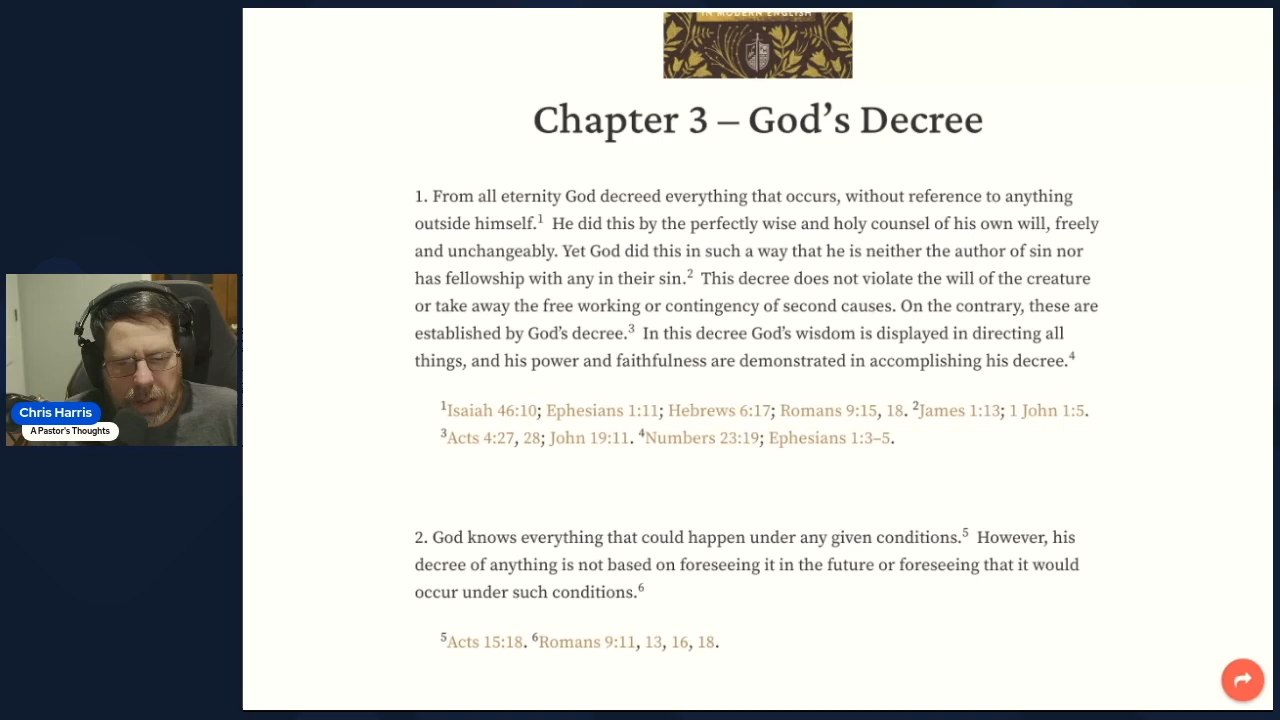 IN MODERN ENGLISH
Chapter 3 – God’s Decree
1. From all eternity God decreed everything that occurs, without reference to anything
outside himself.1 He did this by the perfectly wise and holy counsel of his own will, freely
and unchangeably. Yet God did this in such a way that he is neither the author of sin nor
has fellowship with any in their sin.2 This decree does not violate the will of the creature
or take away the free working or contingency of second causes. On the contrary, these are
established by God’s decree.3 In this decree God’s wisdom is displayed in directing all
things, and his power and faithfulness are demonstrated in accomplishing his decree.4
1Isaiah 46:10; Ephesians 1:11; Hebrews 6:17; Romans 9:15, 18. 2James 1:13; 1 John 1:5.
3Acts 4:27, 28; John 19:11. 4Numbers 23:19; Ephesians 1:3–5.
2. God knows everything that could happen under any given conditions.5 However, his
decree of anything is not based on foreseeing it in the future or foreseeing that it would
occur under such conditions.6
5Acts 15:18. 6Romans 9:11, 13, 16, 18.
Chris Harris
A Pastor's Thoughts